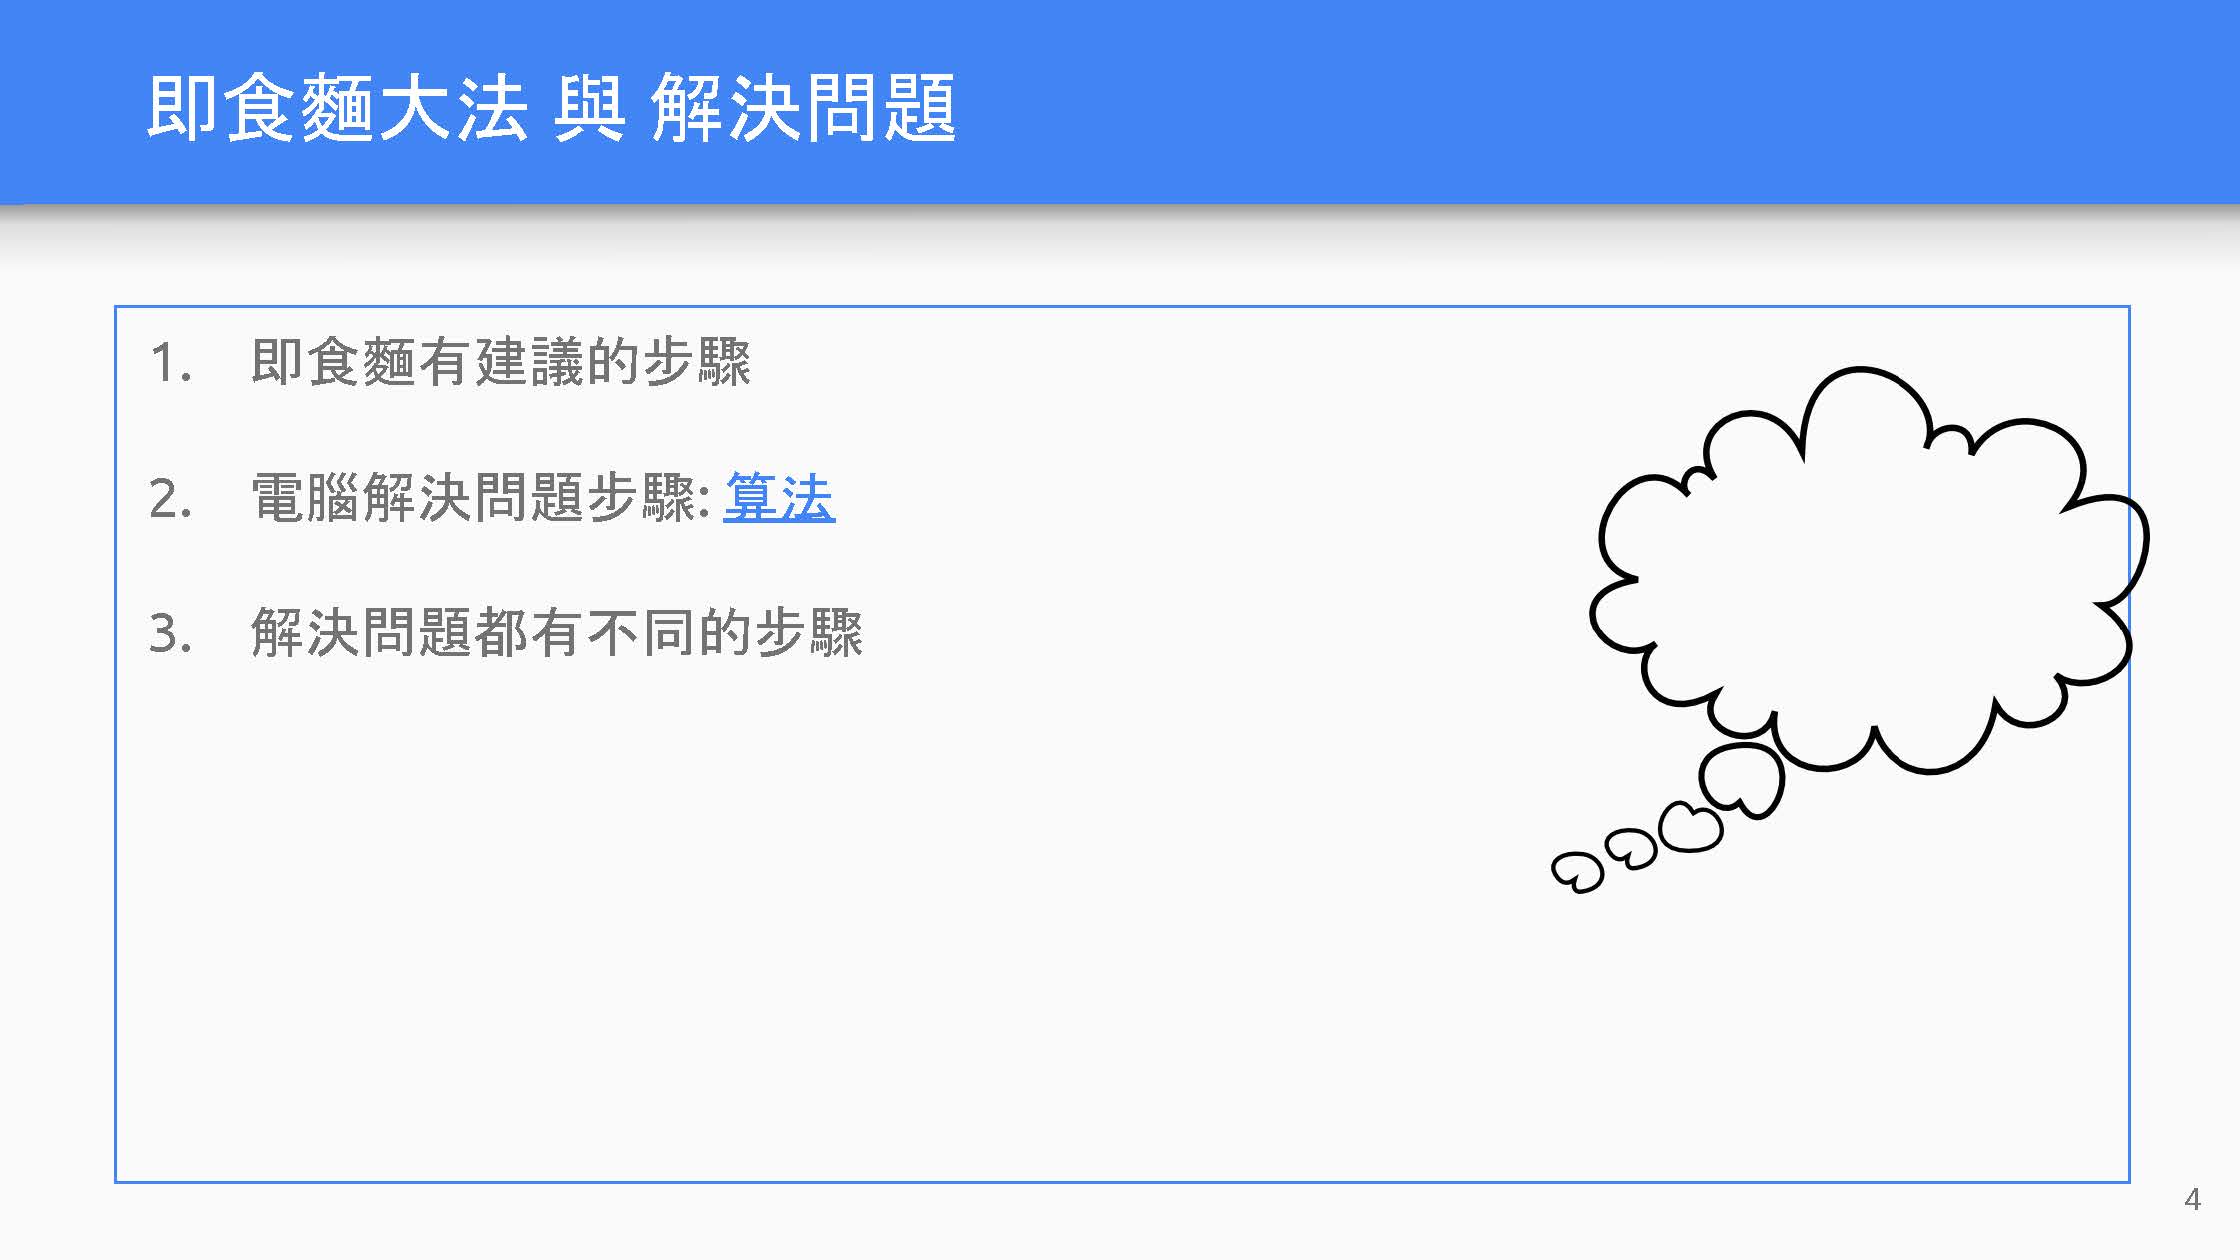 即食麵大法 與 解決問題
1. 即食麵有建議的步驟
2. 電腦解決問題步驟: 算法
3. 解決問題都有不同的步驟
4